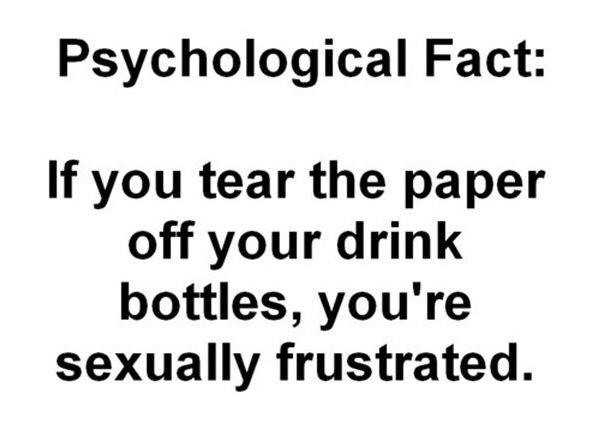 Psychological Fact:
If you tear the paper
off your drink
bottles, you're
sexually frustrated.